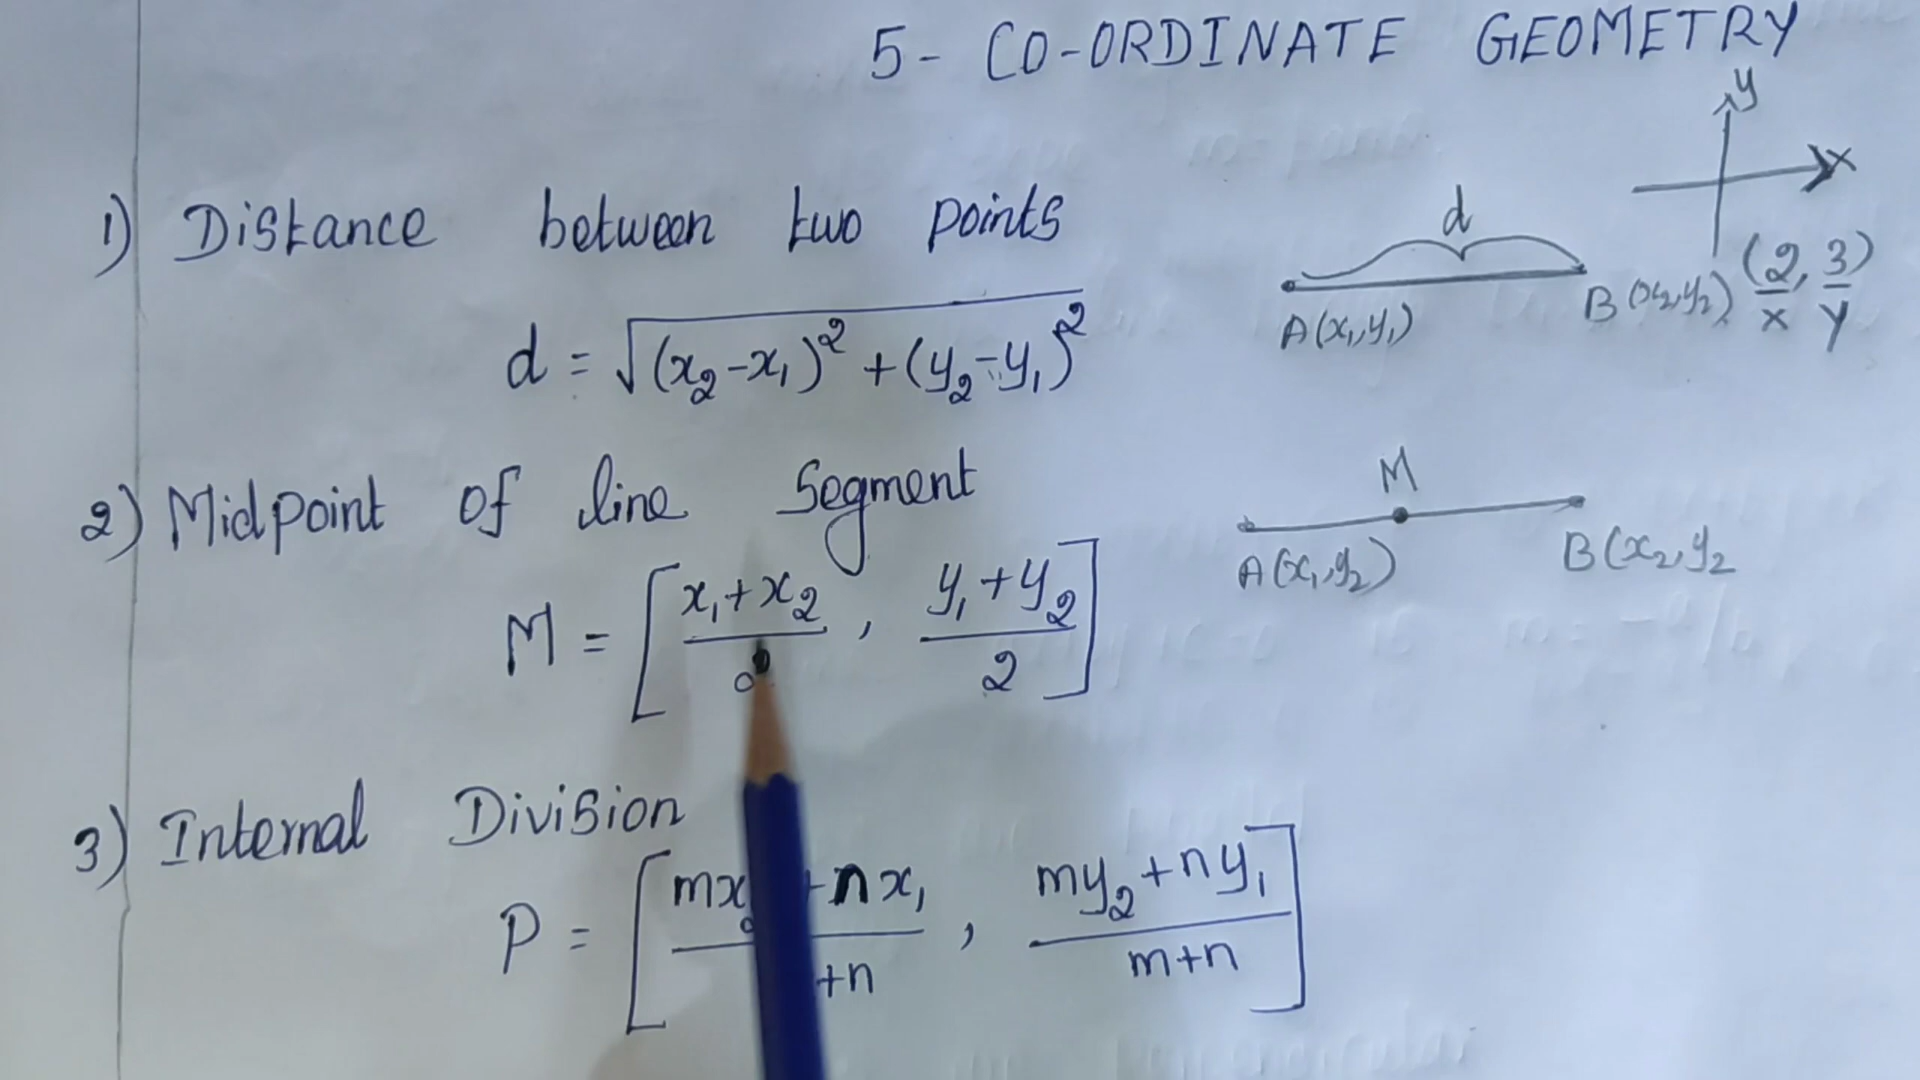 5- CO-ORDINATE GEOMETRY
y
x
1) Distance between two points
d
A(x₁,y₁)
B(x₂,y₂)
(2, 3)
x y
d = √(x₂-x₁)² + (y₂-y₁)²
2) Midpoint of line Segment
M
A(x₁,y₂)
B(x₂,y₂
M = [x₁+x₂/2 , y₁+y₂/2]
3) Internal Division
P = [mx₂+nx₁/+n , my₂+ny₁/m+n]